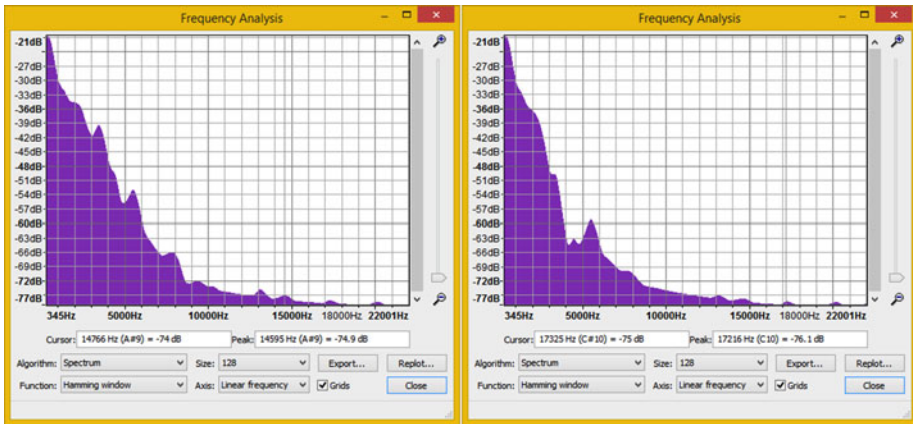 Frequency Analysis
-21dB
-27dB
-30dB
-33dB
-36dB
-39dB
-42dB
-45dB
-48dB
-51dB
-54dB
-57dB
-60dB
-63dB
-66dB
-69dB
-72dB
-77dB
345Hz 5000Hz 10000Hz 15000Hz 18000Hz 22001Hz
Cursor: 14766 Hz (A#9) = -74 dB Peak: 14595 Hz (A#9) = -74.9 dB
Algorithm: Spectrum Size: 128 Export... Replot...
Function: Hamming window Axis: Linear frequency Grids Close
Frequency Analysis
-21dB
-27dB
-30dB
-33dB
-36dB
-39dB
-42dB
-45dB
-48dB
-51dB
-54dB
-57dB
-60dB
-63dB
-66dB
-69dB
-72dB
-77dB
345Hz 5000Hz 10000Hz 15000Hz 18000Hz 22001Hz
Cursor: 17325 Hz (C#10) = -75 dB Peak: 17216 Hz (C10) = -76.1 dB
Algorithm: Spectrum Size: 128 Export... Replot...
Function: Hamming window Axis: Linear frequency Grids Close